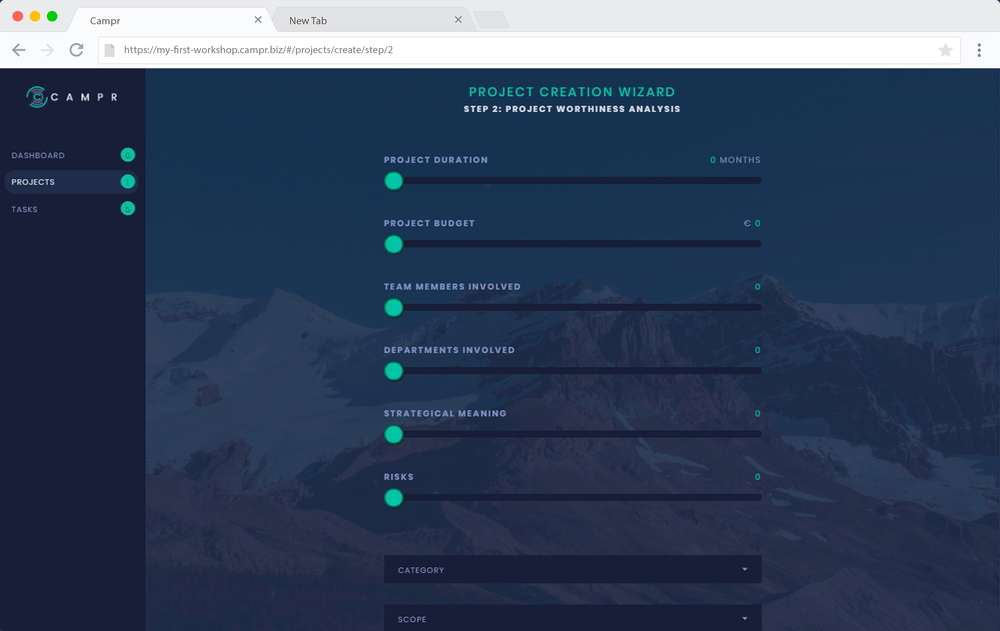 Campr
New Tab
https://my-first-workshop.campr.biz/#/projects/create/step/2
CAMPR
DASHBOARD
PROJECTS 1
TASKS 5
PROJECT CREATION WIZARD
STEP 2: PROJECT WORTHINESS ANALYSIS
PROJECT DURATION 0 MONTHS
PROJECT BUDGET € 0
TEAM MEMBERS INVOLVED 0
DEPARTMENTS INVOLVED 0
STRATEGICAL MEANING 0
RISKS 0
CATEGORY
SCOPE